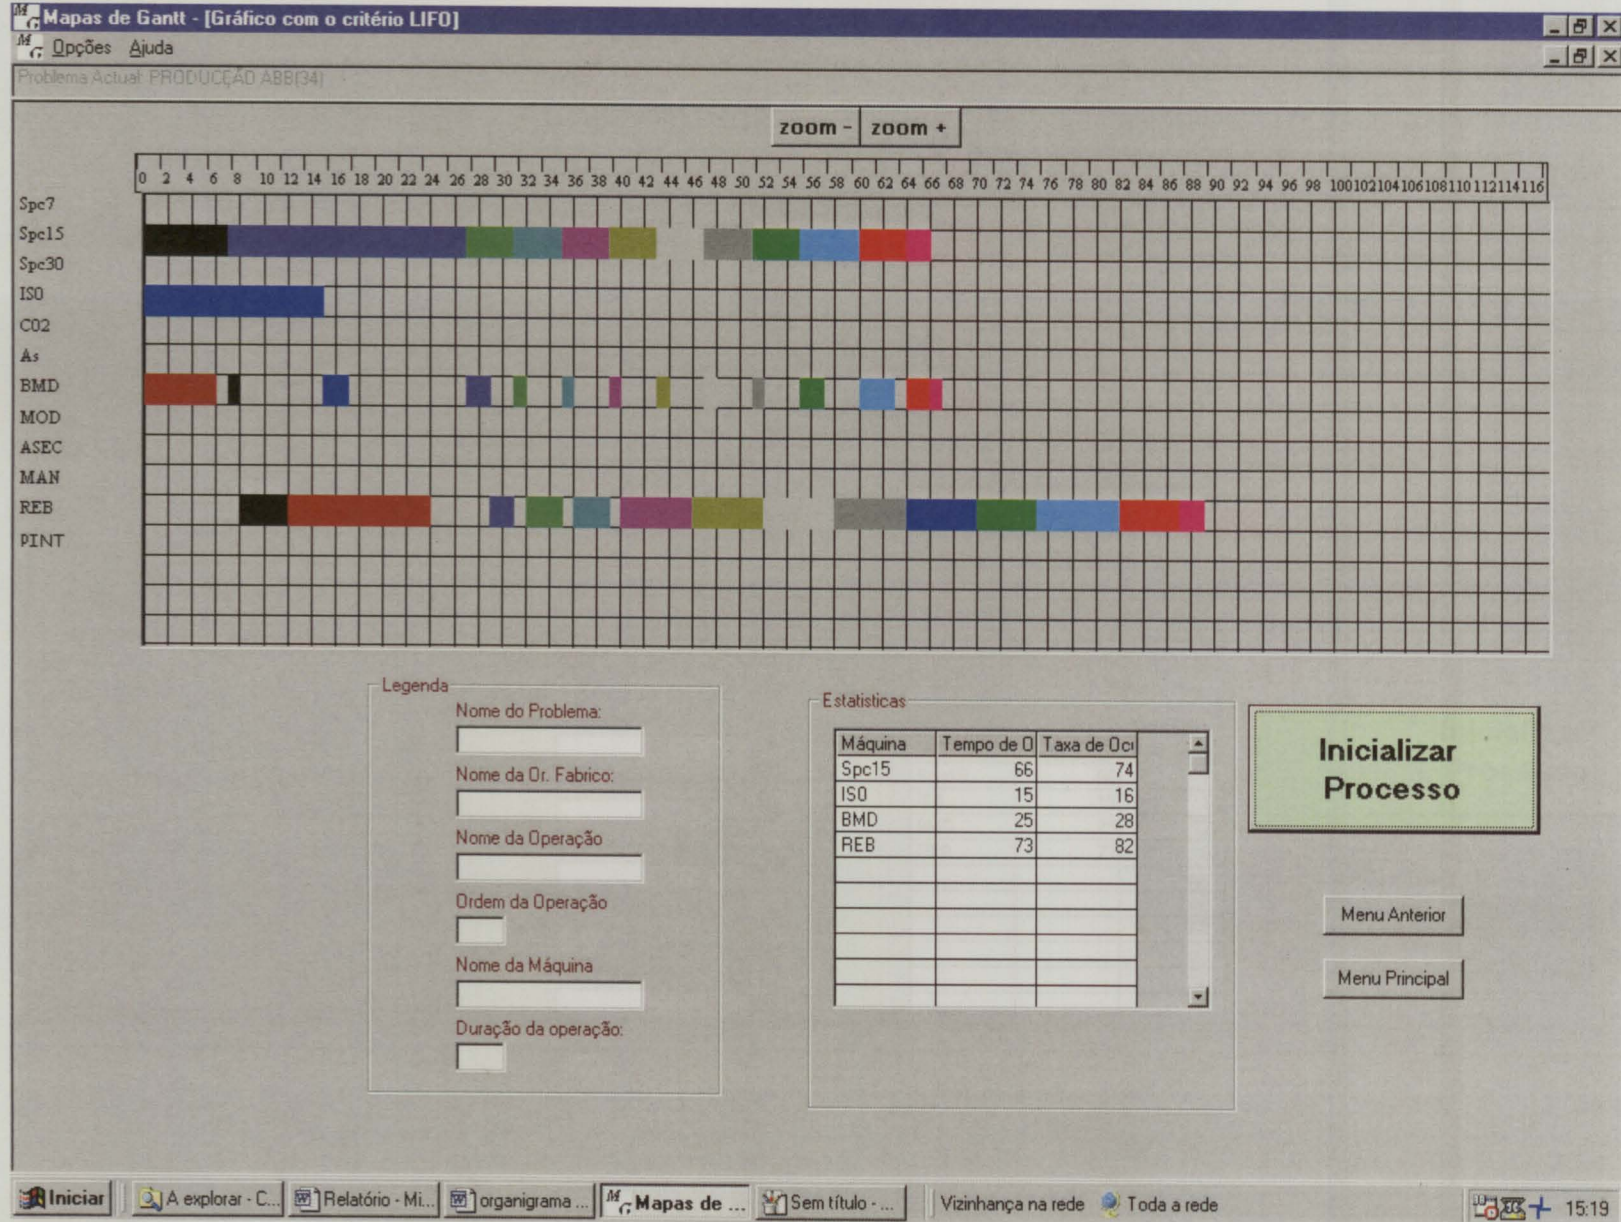 Mapas de Gantt - [Gráfico com o critério LIFO]
Opções Ajuda
Problema Actual: PRODUCEÃO ABB(34)
zoom - zoom +
0 2 4 6 8 10 12 14 16 18 20 22 24 26 28 30 32 34 36 38 40 42 44 46 48 50 52 54 56 58 60 62 64 66 68 70 72 74 76 78 80 82 84 86 88 90 92 94 96 98 100 102 104 106 108 110 112 114 116
Spc7
Spc15
Spc30
ISO
CO2
As
BMD
MOD
ASEC
MAN
REB
PINT
Legenda
Nome do Problema:
Nome da Or. Fabrico:
Nome da Operação
Ordem da Operação
Nome da Máquina
Duração da operação:
Estatisticas
Máquina Tempo de O Taxa de Ocu
Spc15 66 74
ISO 15 16
BMD 25 28
REB 73 82
Inicializar
Processo
Menu Anterior
Menu Principal
Iniciar A explorar - C... Relatório - Mi... organigrama ... Mapas de ... Sem título - ... Vizinhança na rede Toda a rede 15:19